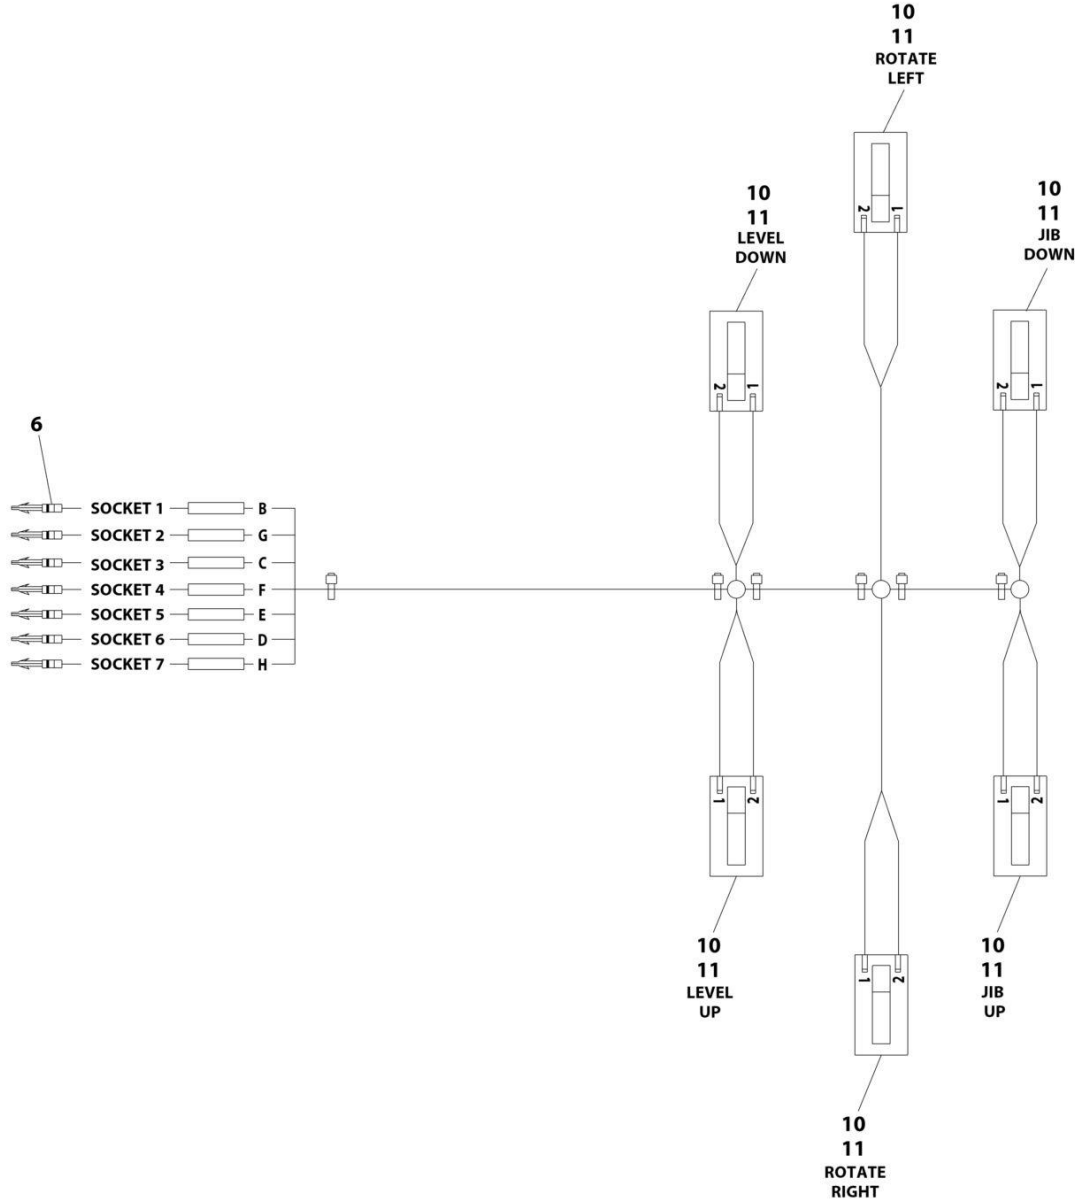 10
11
ROTATE
LEFT
2 1
10
11
LEVEL
DOWN
2 1
10
11
JIB
DOWN
2 1
6
SOCKET 1 B
SOCKET 2 G
SOCKET 3 C
SOCKET 4 F
SOCKET 5 E
SOCKET 6 D
SOCKET 7 H
1 2
10
11
LEVEL
UP
1 2
10
11
JIB
UP
1 2
10
11
ROTATE
RIGHT